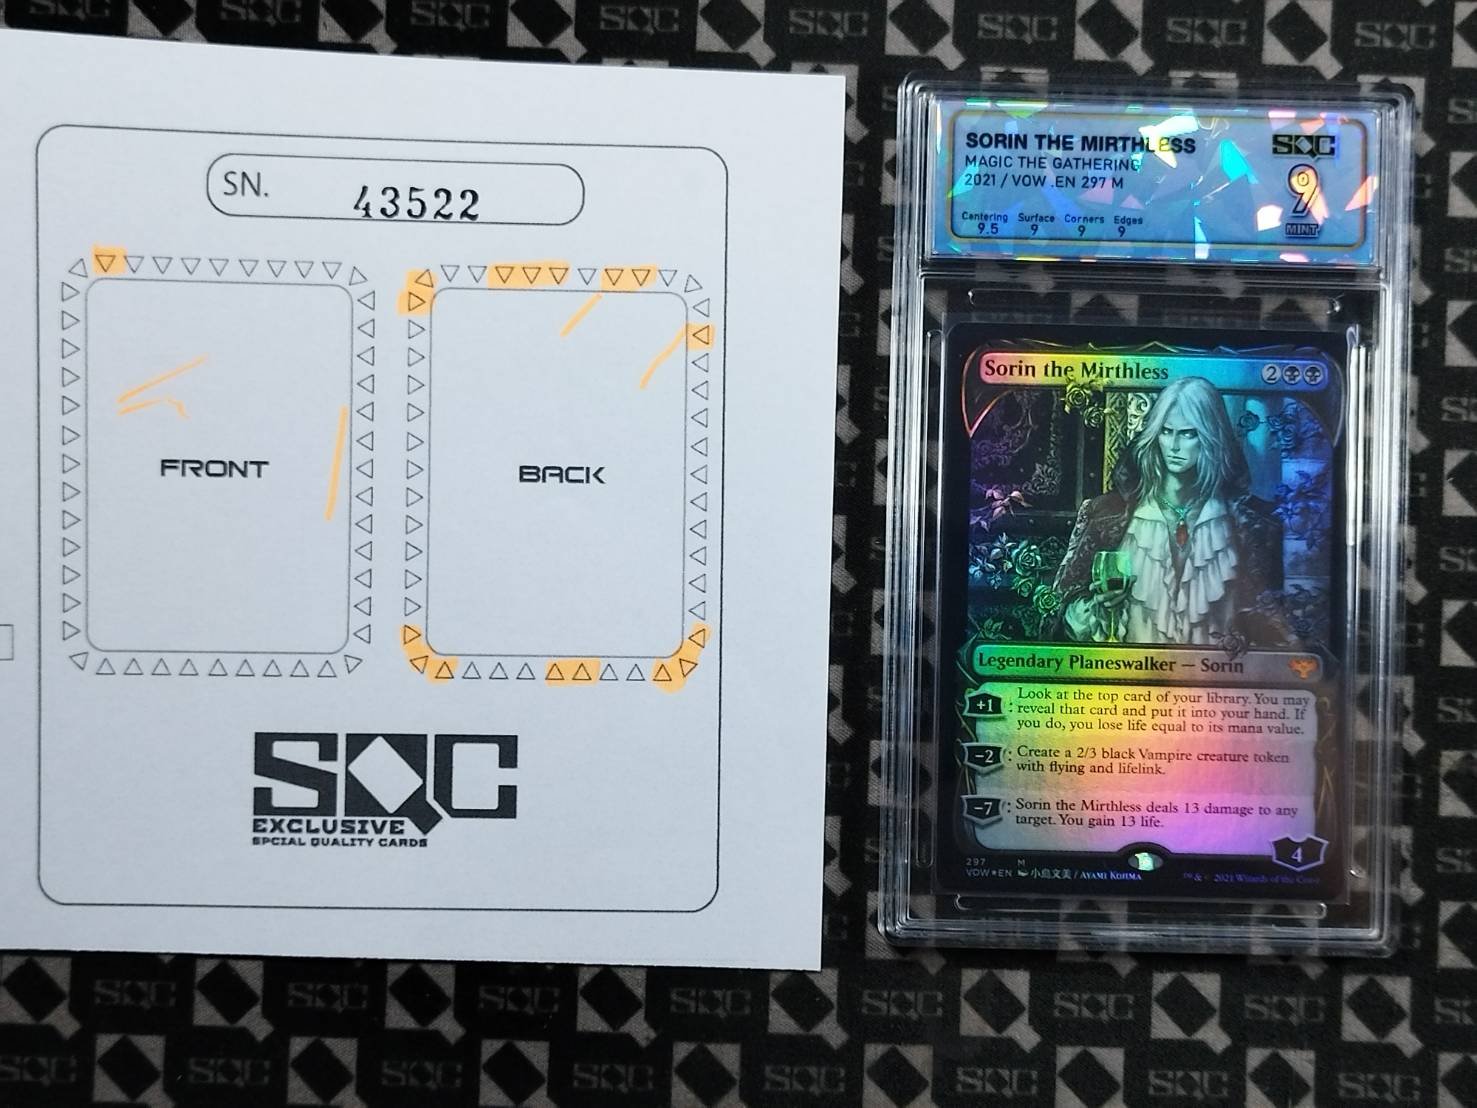 SN. 43522
FRONT
BACK
SQC
EXCLUSIVE
SPCIAL QUALITY CARDS
SORIN THE MIRTHLESS
MAGIC THE GATHERING
2021 / VOW .EN 297 M
Centering Surface Corners Edges
9.5 9 9 9
SQC
9
MINT
Sorin the Mirthless 2
Legendary Planeswalker — Sorin
+1 : Look at the top card of your library. You may
reveal that card and put it into your hand. If
you do, you lose life equal to its mana value.
−2 : Create a 2/3 black Vampire creature token
with flying and lifelink.
−7 : Sorin the Mirthless deals 13 damage to any
target. You gain 13 life.
4
297 M
VOW★EN 小島文美 / AYAMI KOJIMA
™ & © 2021 Wizards of the Coast